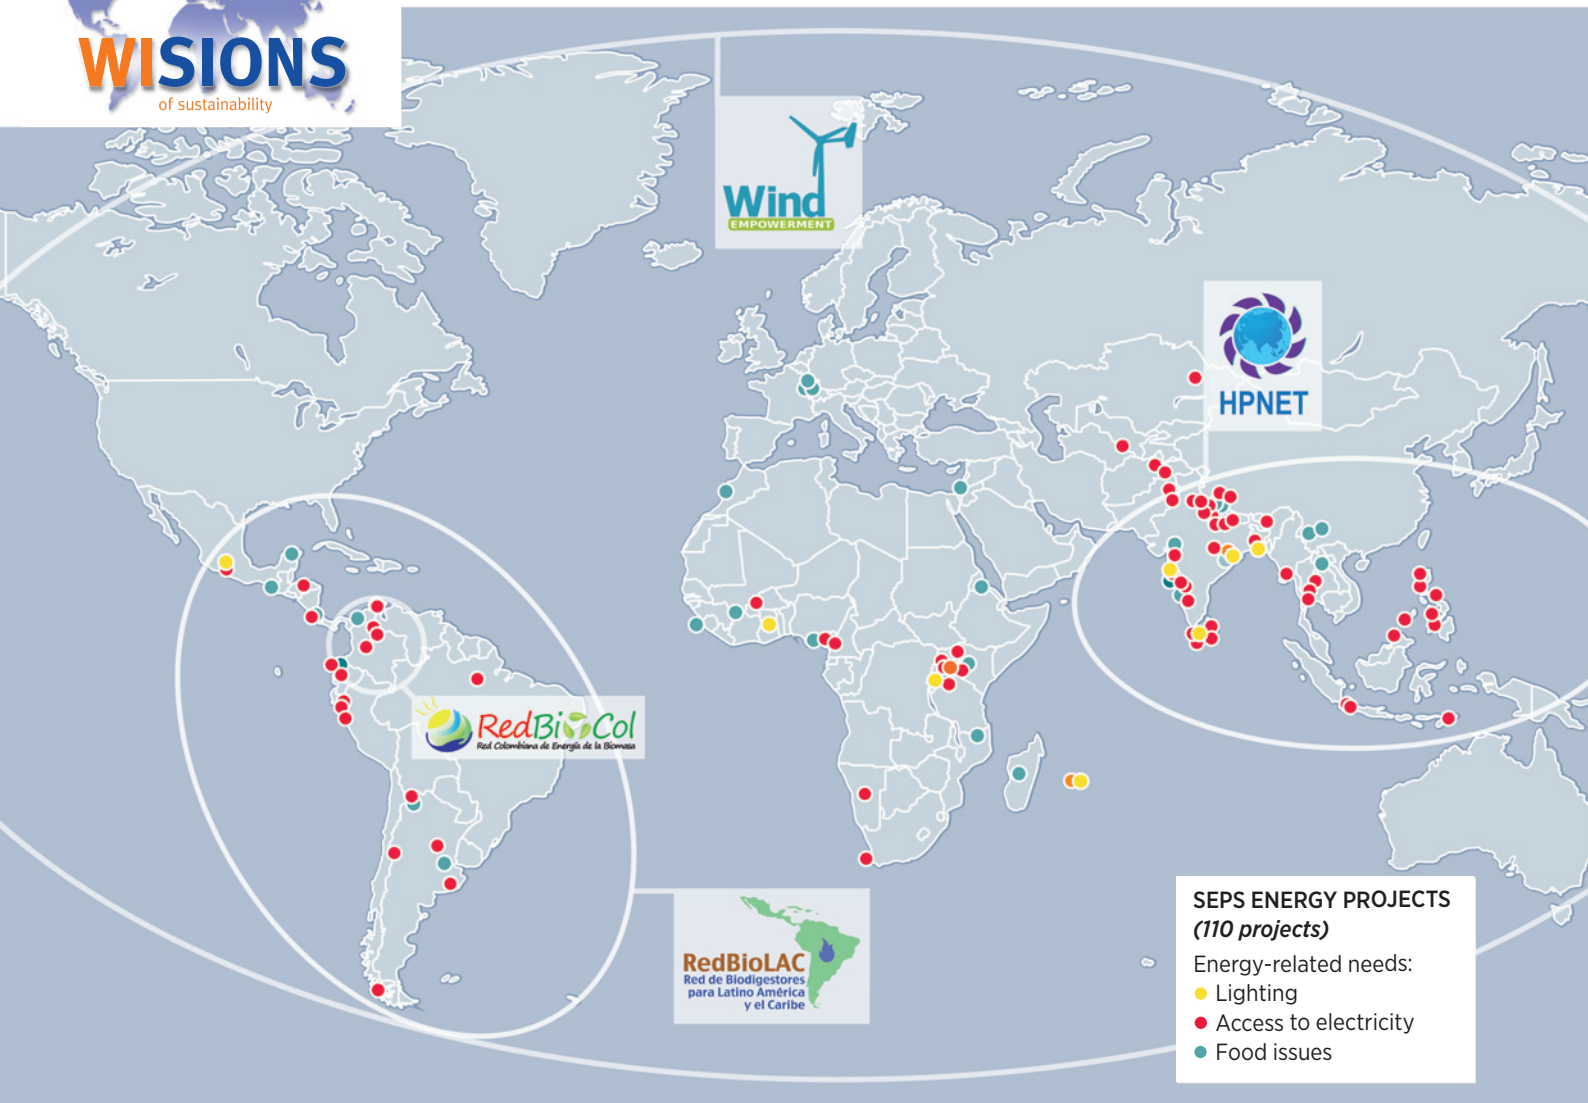 WISIONS
of sustainability
Wind
EMPOWERMENT
HPNET
RedBioCol
Red Colombiana de Energía de la Biomasa
RedBioLAC
Red de Biodigestores
para Latino América
y el Caribe
SEPS ENERGY PROJECTS
(110 projects)
Energy-related needs:
Lighting
Access to electricity
Food issues